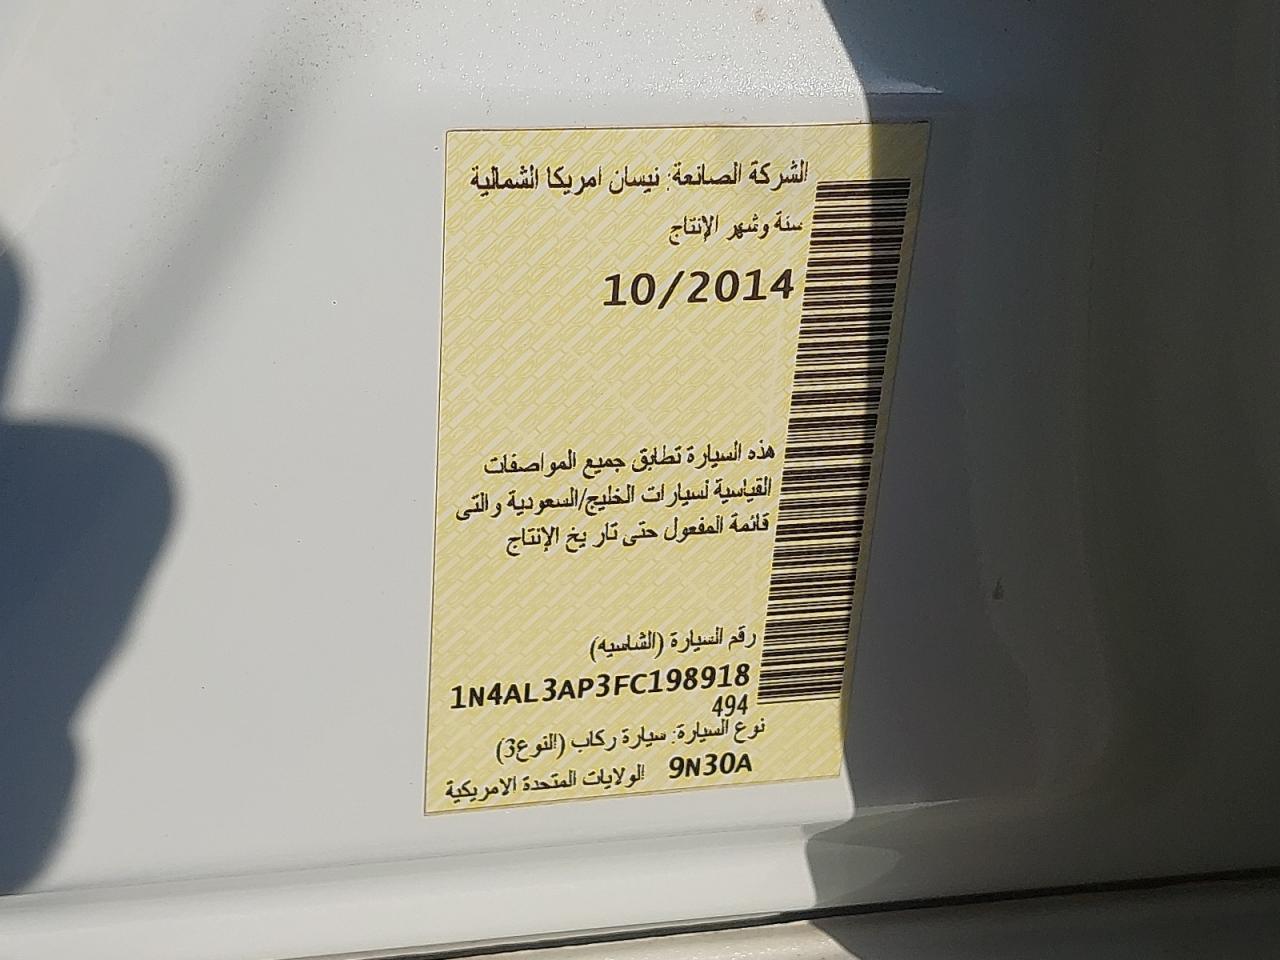 الشركة الصانعة: نيسان امريكا الشمالية
سنة وشهر الإنتاج
10/2014
هذه السيارة تطابق جميع المواصفات
القياسية لسيارات الخليج/السعودية والتى
قائمة المفعول حتى تاريخ الإنتاج
رقم السيارة (الشاسيه)
1N4AL3AP3FC198918
494
نوع السيارة: سيارة ركاب (النوع3)
9N30A الولايات المتحدة الامريكية